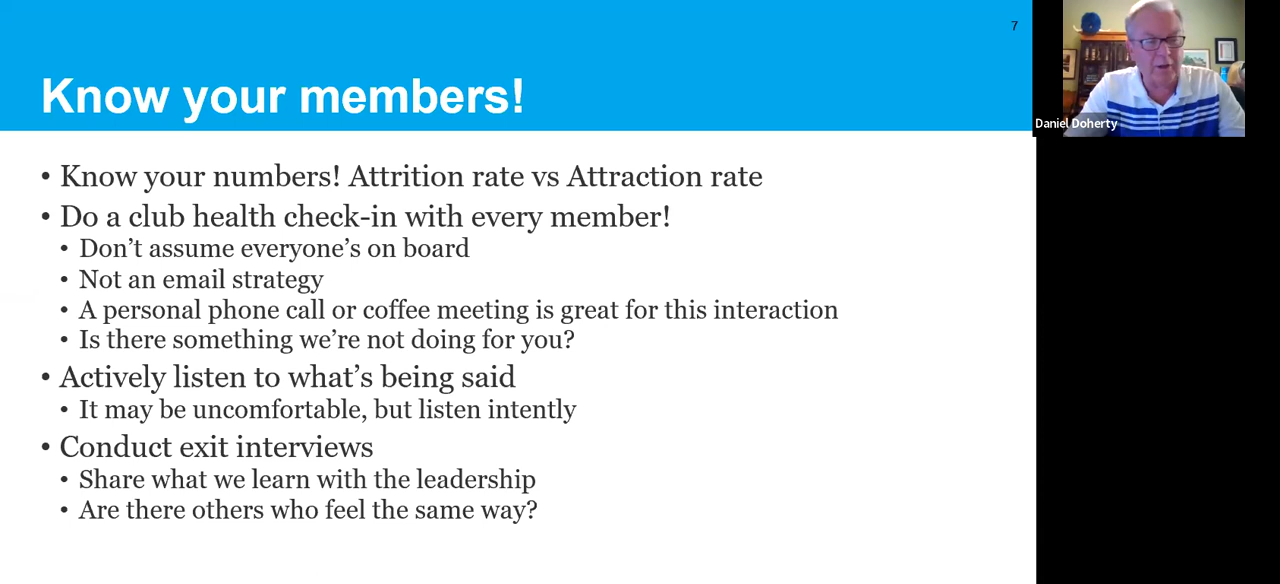 7
Know your members!
• Know your numbers! Attrition rate vs Attraction rate
• Do a club health check-in with every member!
• Don’t assume everyone’s on board
• Not an email strategy
• A personal phone call or coffee meeting is great for this interaction
• Is there something we’re not doing for you?
• Actively listen to what’s being said
• It may be uncomfortable, but listen intently
• Conduct exit interviews
• Share what we learn with the leadership
• Are there others who feel the same way?
Daniel Doherty